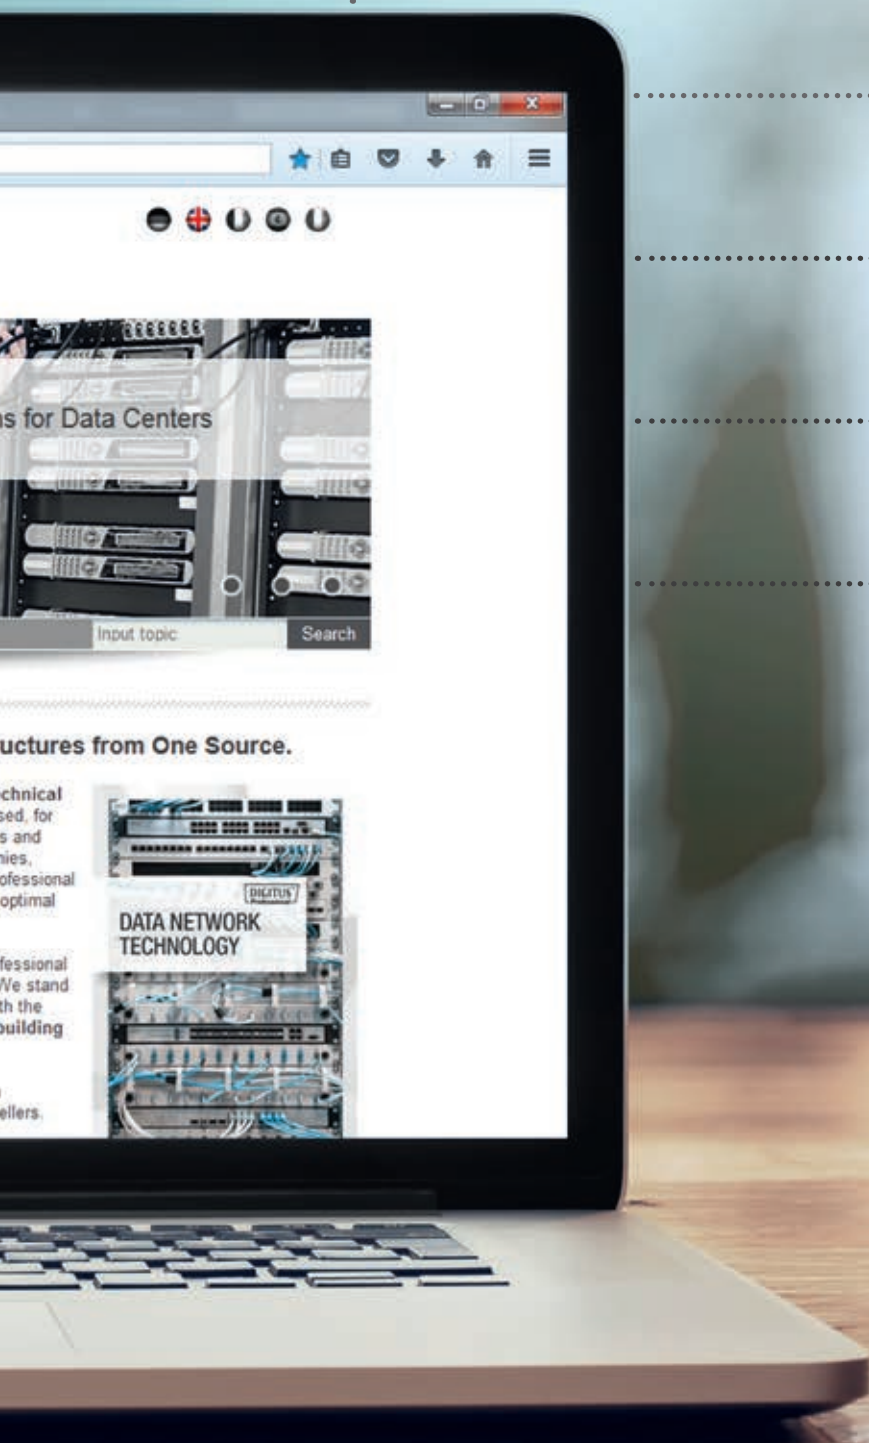 ns for Data Centers
Input topic
Search
uctures from One Source.
chnical
sed, for
s and
nies,
ofessional
optimal
fessional
We stand
th the
building
ellers.
DIGITUS
DATA NETWORK
TECHNOLOGY